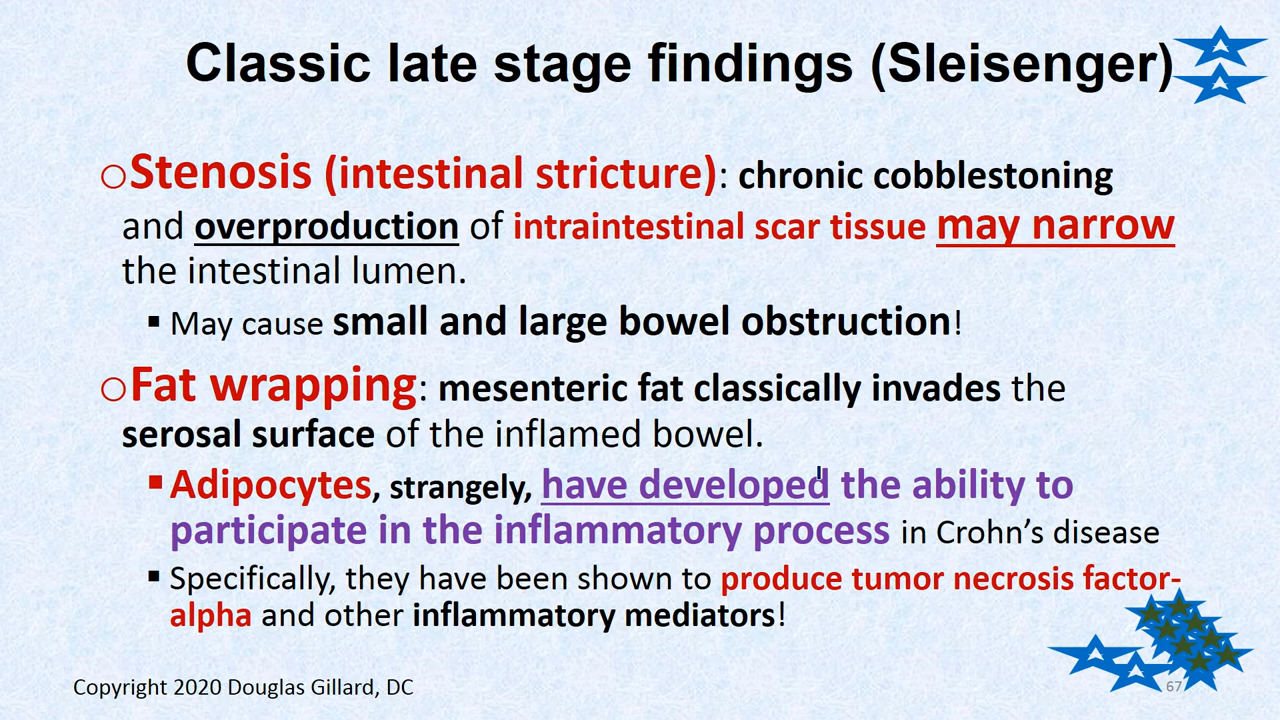 Classic late stage findings (Sleisenger)
○Stenosis (intestinal stricture): chronic cobblestoning
and overproduction of intraintestinal scar tissue may narrow
the intestinal lumen.
▪ May cause small and large bowel obstruction!
○Fat wrapping: mesenteric fat classically invades the
serosal surface of the inflamed bowel.
▪ Adipocytes, strangely, have developed the ability to
participate in the inflammatory process in Crohn’s disease
▪ Specifically, they have been shown to produce tumor necrosis factor-
alpha and other inflammatory mediators!
Copyright 2020 Douglas Gillard, DC
67